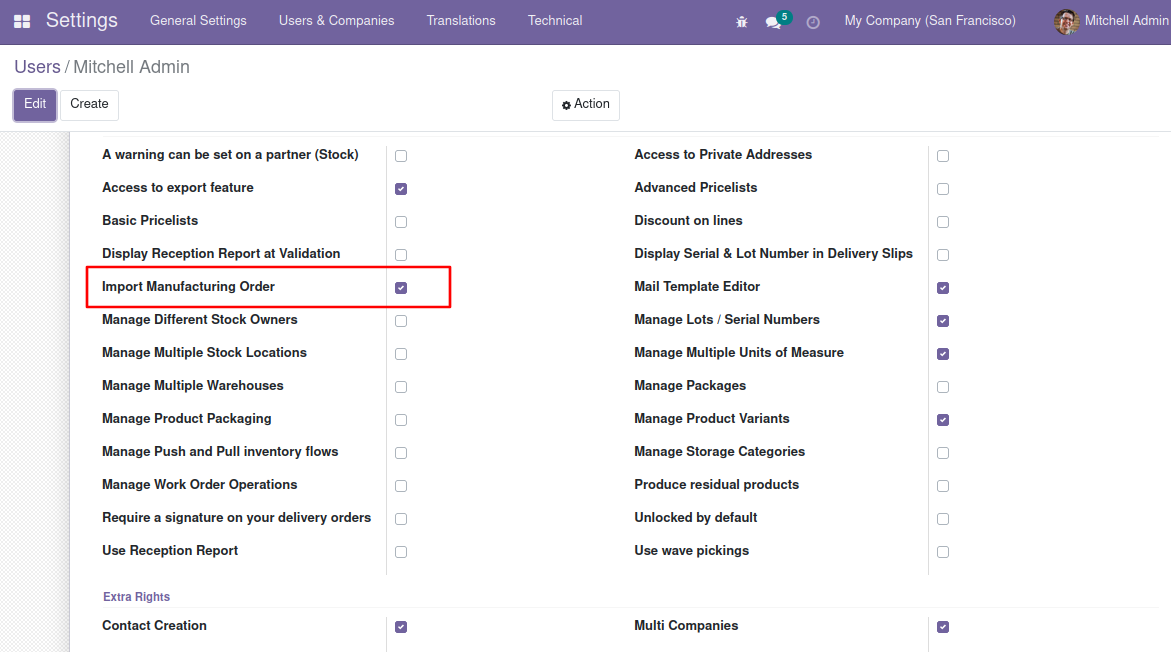 Settings General Settings Users & Companies Translations Technical 5 My Company (San Francisco) Mitchell Admin
Users / Mitchell Admin
Edit Create Action
A warning can be set on a partner (Stock) Access to Private Addresses
Access to export feature Advanced Pricelists
Basic Pricelists Discount on lines
Display Reception Report at Validation Display Serial & Lot Number in Delivery Slips
Import Manufacturing Order Mail Template Editor
Manage Different Stock Owners Manage Lots / Serial Numbers
Manage Multiple Stock Locations Manage Multiple Units of Measure
Manage Multiple Warehouses Manage Packages
Manage Product Packaging Manage Product Variants
Manage Push and Pull inventory flows Manage Storage Categories
Manage Work Order Operations Produce residual products
Require a signature on your delivery orders Unlocked by default
Use Reception Report Use wave pickings
Extra Rights
Contact Creation Multi Companies